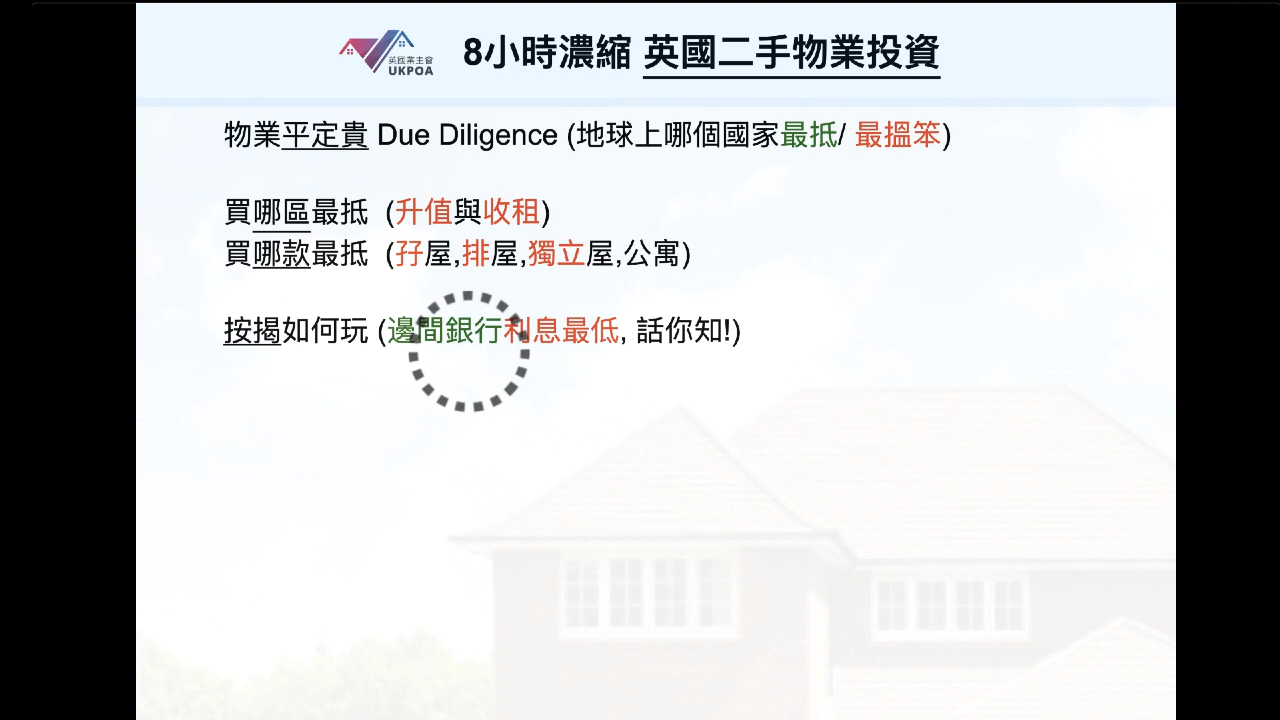 英國業主會
UKPOA
8小時濃縮 英國二手物業投資
物業平定貴 Due Diligence (地球上哪個國家最抵/ 最搵笨)
買哪區最抵 (升值與收租)
買哪款最抵 (孖屋,排屋,獨立屋,公寓)
按揭如何玩 (邊間銀行利息最低, 話你知!)